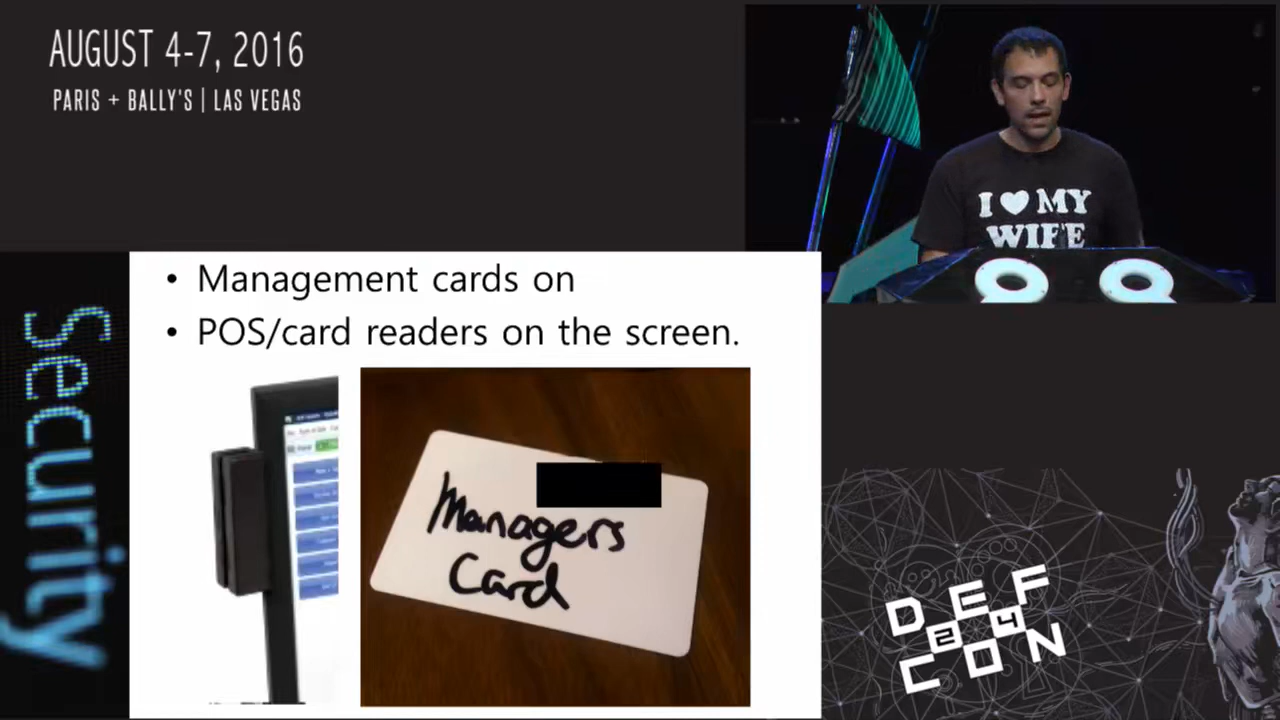 AUGUST 4-7, 2016
PARIS + BALLY'S | LAS VEGAS
I ♥ MY
WIFE
Security
• Management cards on
• POS/card readers on the screen.
Managers
Card
DEF
24
CON